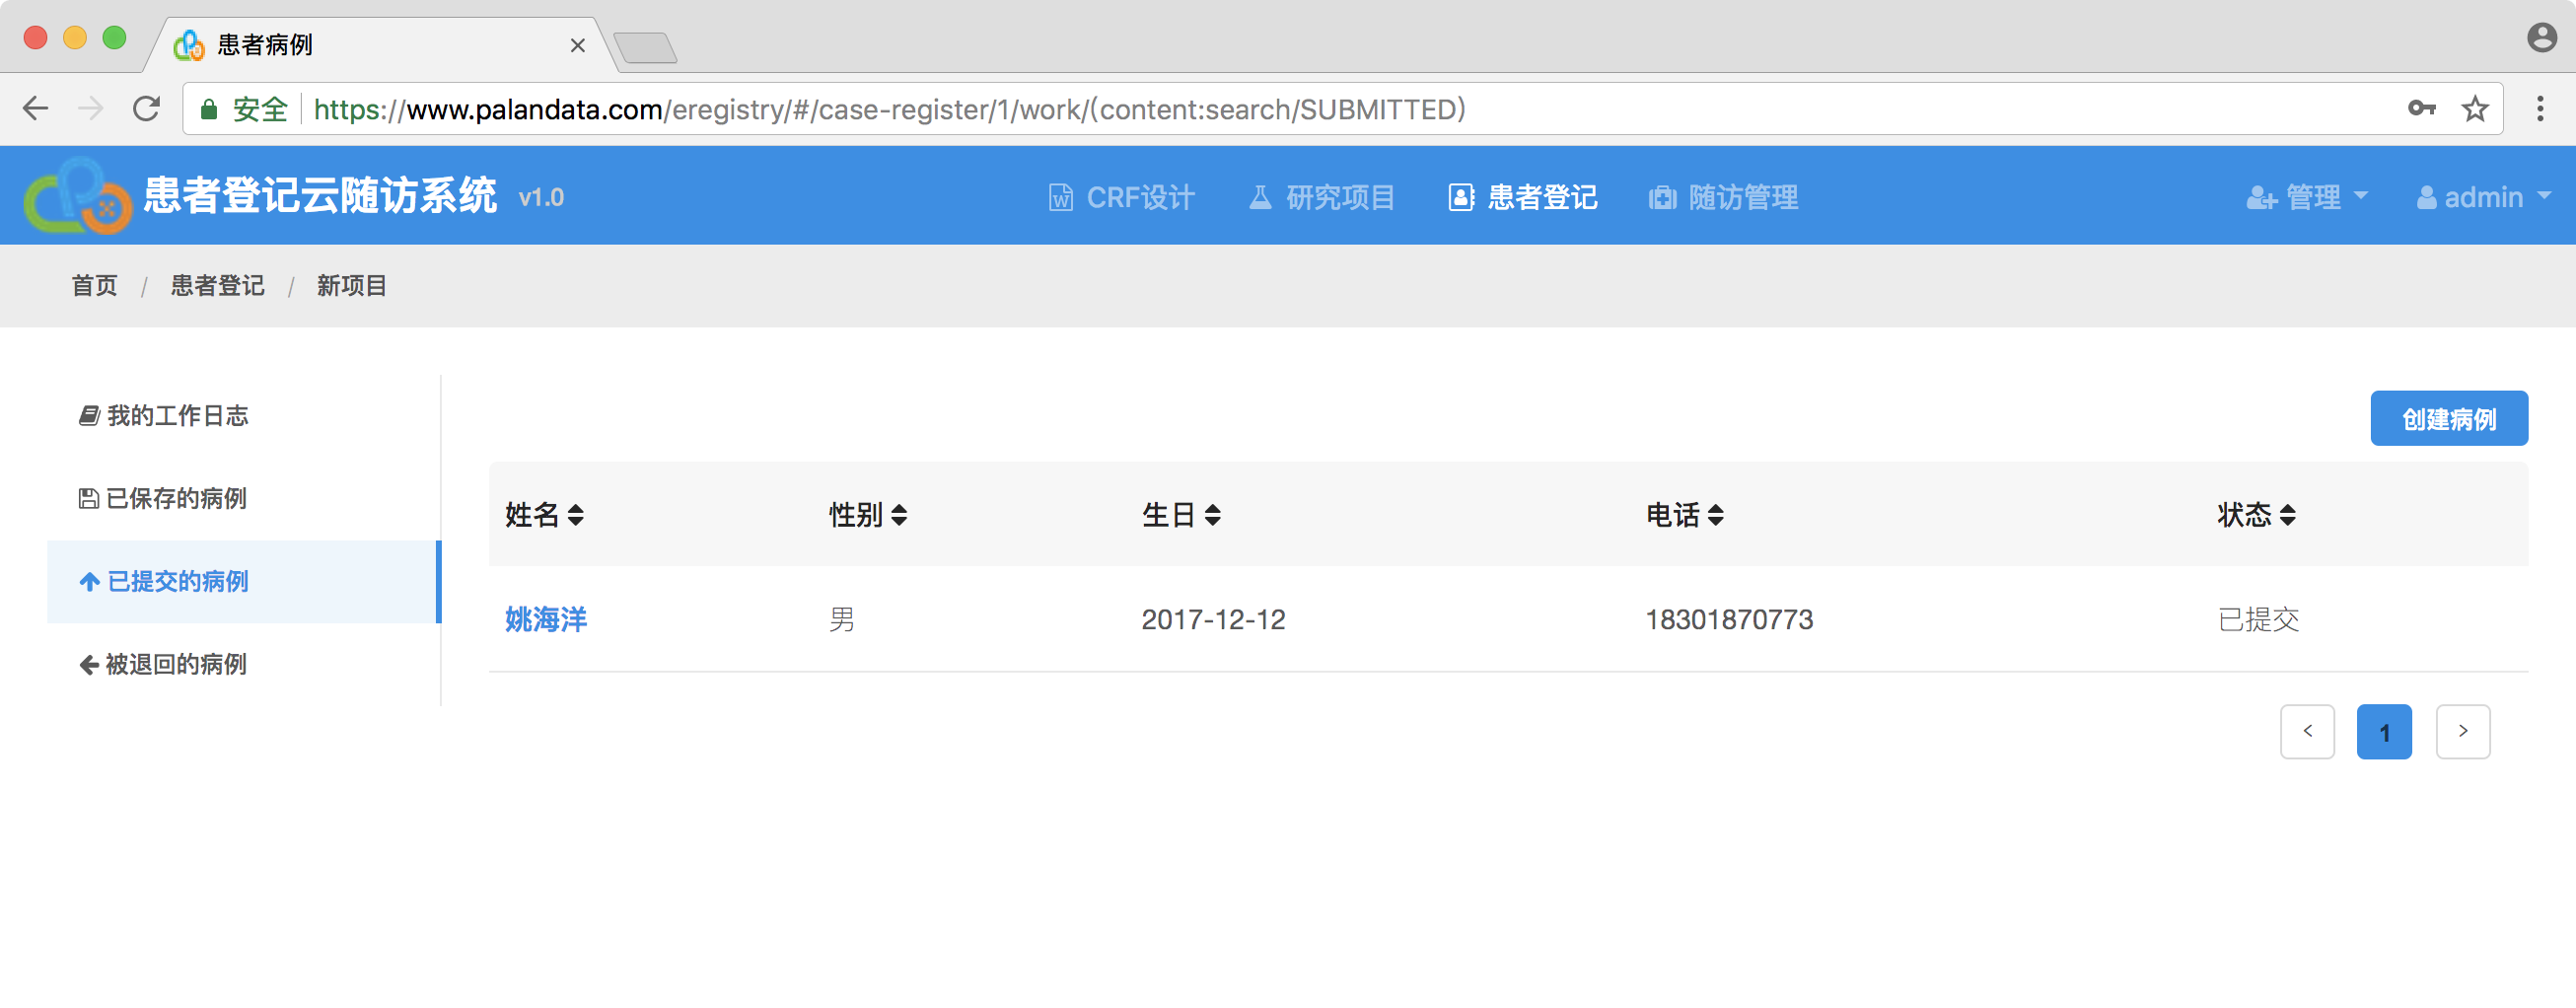 患者病例
安全 https://www.palandata.com/eregistry/#/case-register/1/work/(content:search/SUBMITTED)
患者登记云随访系统 v1.0 CRF设计 研究项目 患者登记 随访管理 管理 admin
首页 / 患者登记 / 新项目
我的工作日志
已保存的病例
已提交的病例
被退回的病例
创建病例
姓名 性别 生日 电话 状态
姚海洋 男 2017-12-12 18301870773 已提交
< 1 >